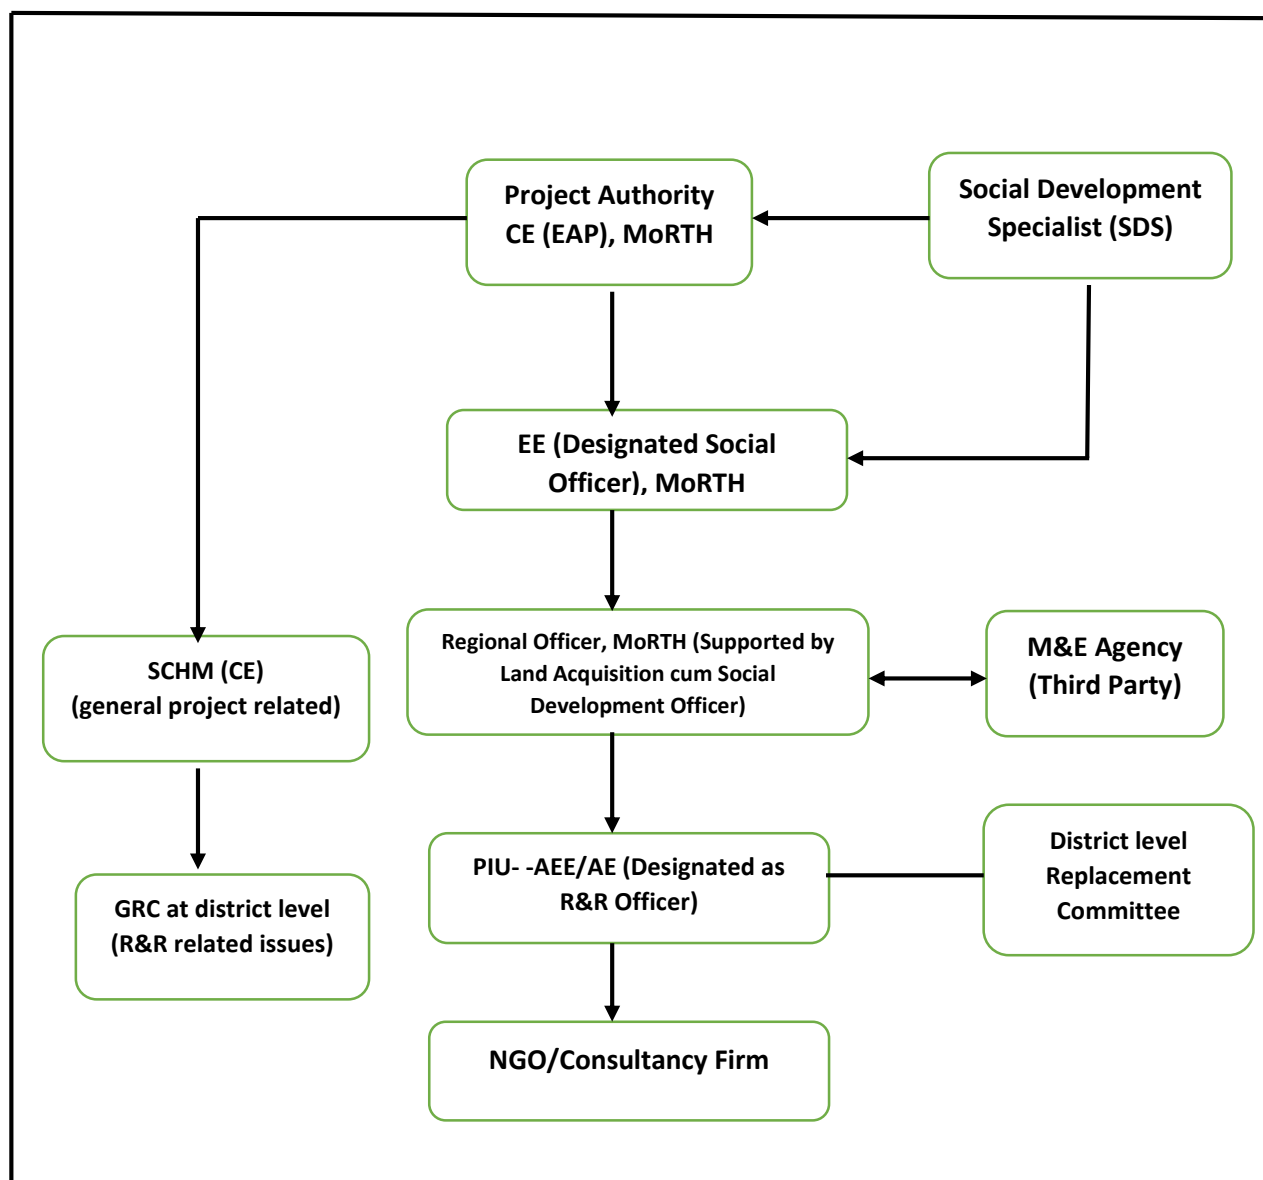 Project Authority
CE (EAP), MoRTH
Social Development
Specialist (SDS)
EE (Designated Social
Officer), MoRTH
Regional Officer, MoRTH (Supported by
Land Acquisition cum Social
Development Officer)
M&E Agency
(Third Party)
SCHM (CE)
(general project related)
PIU- -AEE/AE (Designated as
R&R Officer)
District level
Replacement
Committee
GRC at district level
(R&R related issues)
NGO/Consultancy Firm